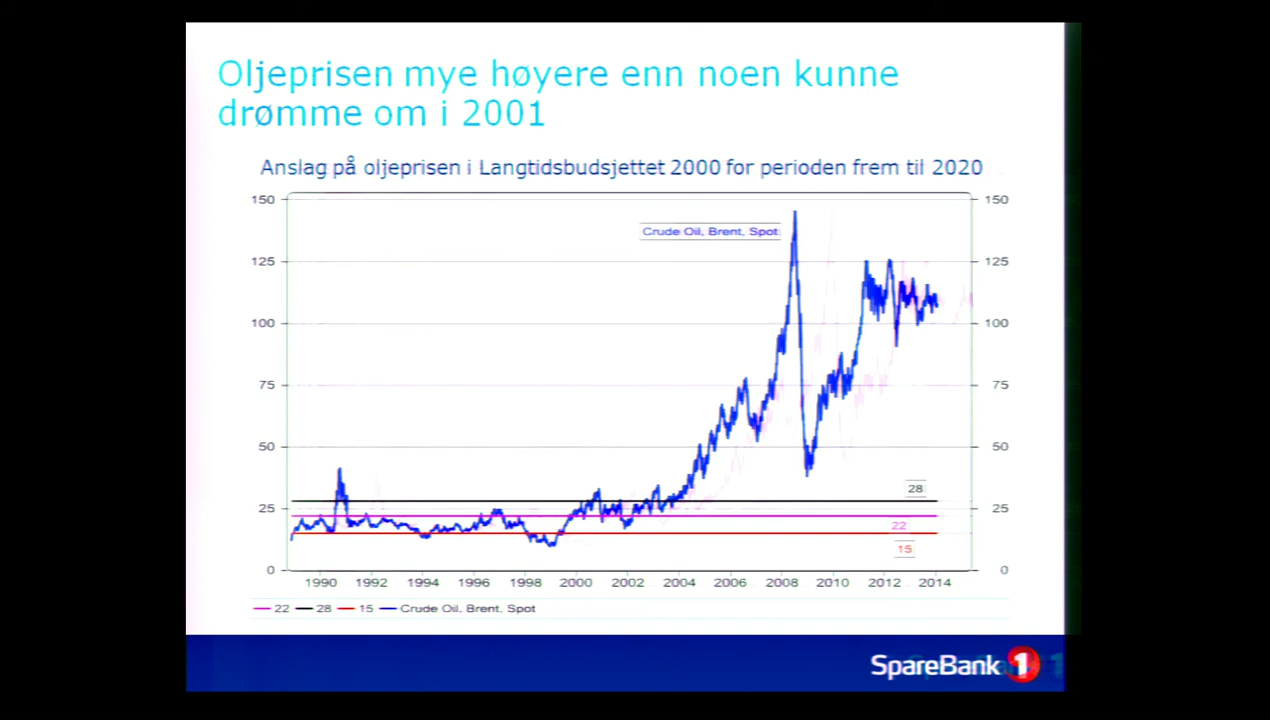 Oljeprisen mye høyere enn noen kunne
drømme om i 2001
Anslag på oljeprisen i Langtidsbudsjettet 2000 for perioden frem til 2020
150 150
Crude Oil, Brent, Spot
125 125
100 100
75 75
50 50
28
25 25
22
15
0 0
1990 1992 1994 1996 1998 2000 2002 2004 2006 2008 2010 2012 2014
22 28 15 Crude Oil, Brent, Spot
SpareBank 1